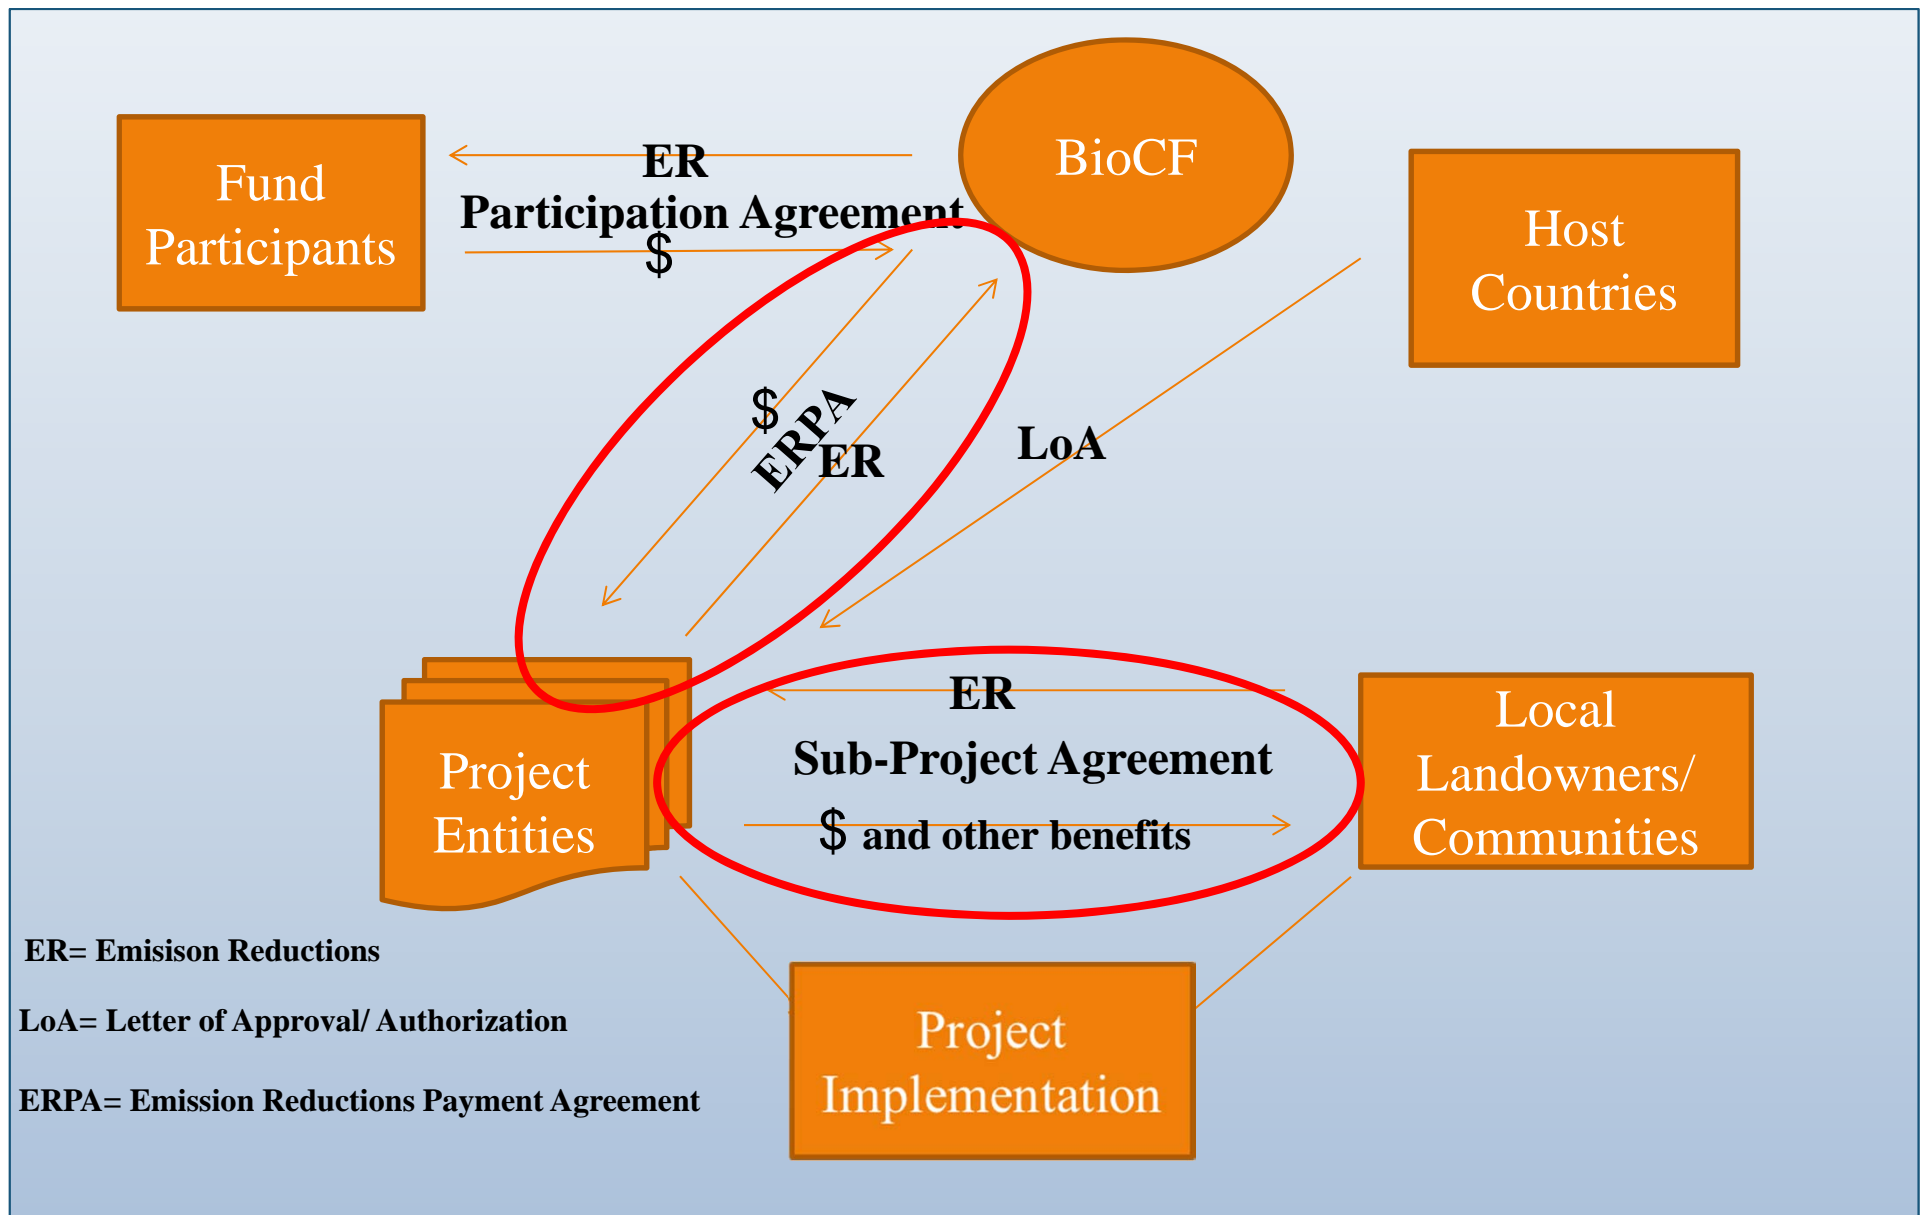 Fund
Participants
ER
Participation Agreement
$
BioCF
Host
Countries
$
ERPA
ER
LoA
Project
Entities
ER
Sub-Project Agreement
$ and other benefits
Local
Landowners/
Communities
ER= Emisison Reductions
LoA= Letter of Approval/ Authorization
ERPA= Emission Reductions Payment Agreement
Project
Implementation